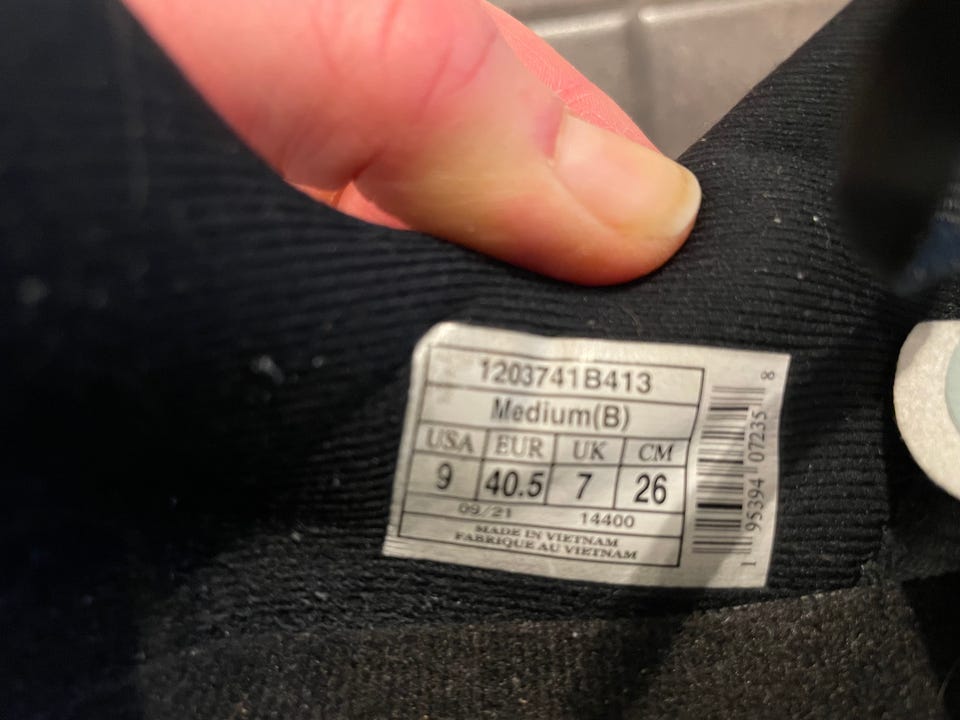 1203741B413
Medium(B)
USA EUR UK CM
9 40.5 7 26
09/21 14400
MADE IN VIETNAM
FABRIQUE AU VIETNAM
1 95394 07235 8